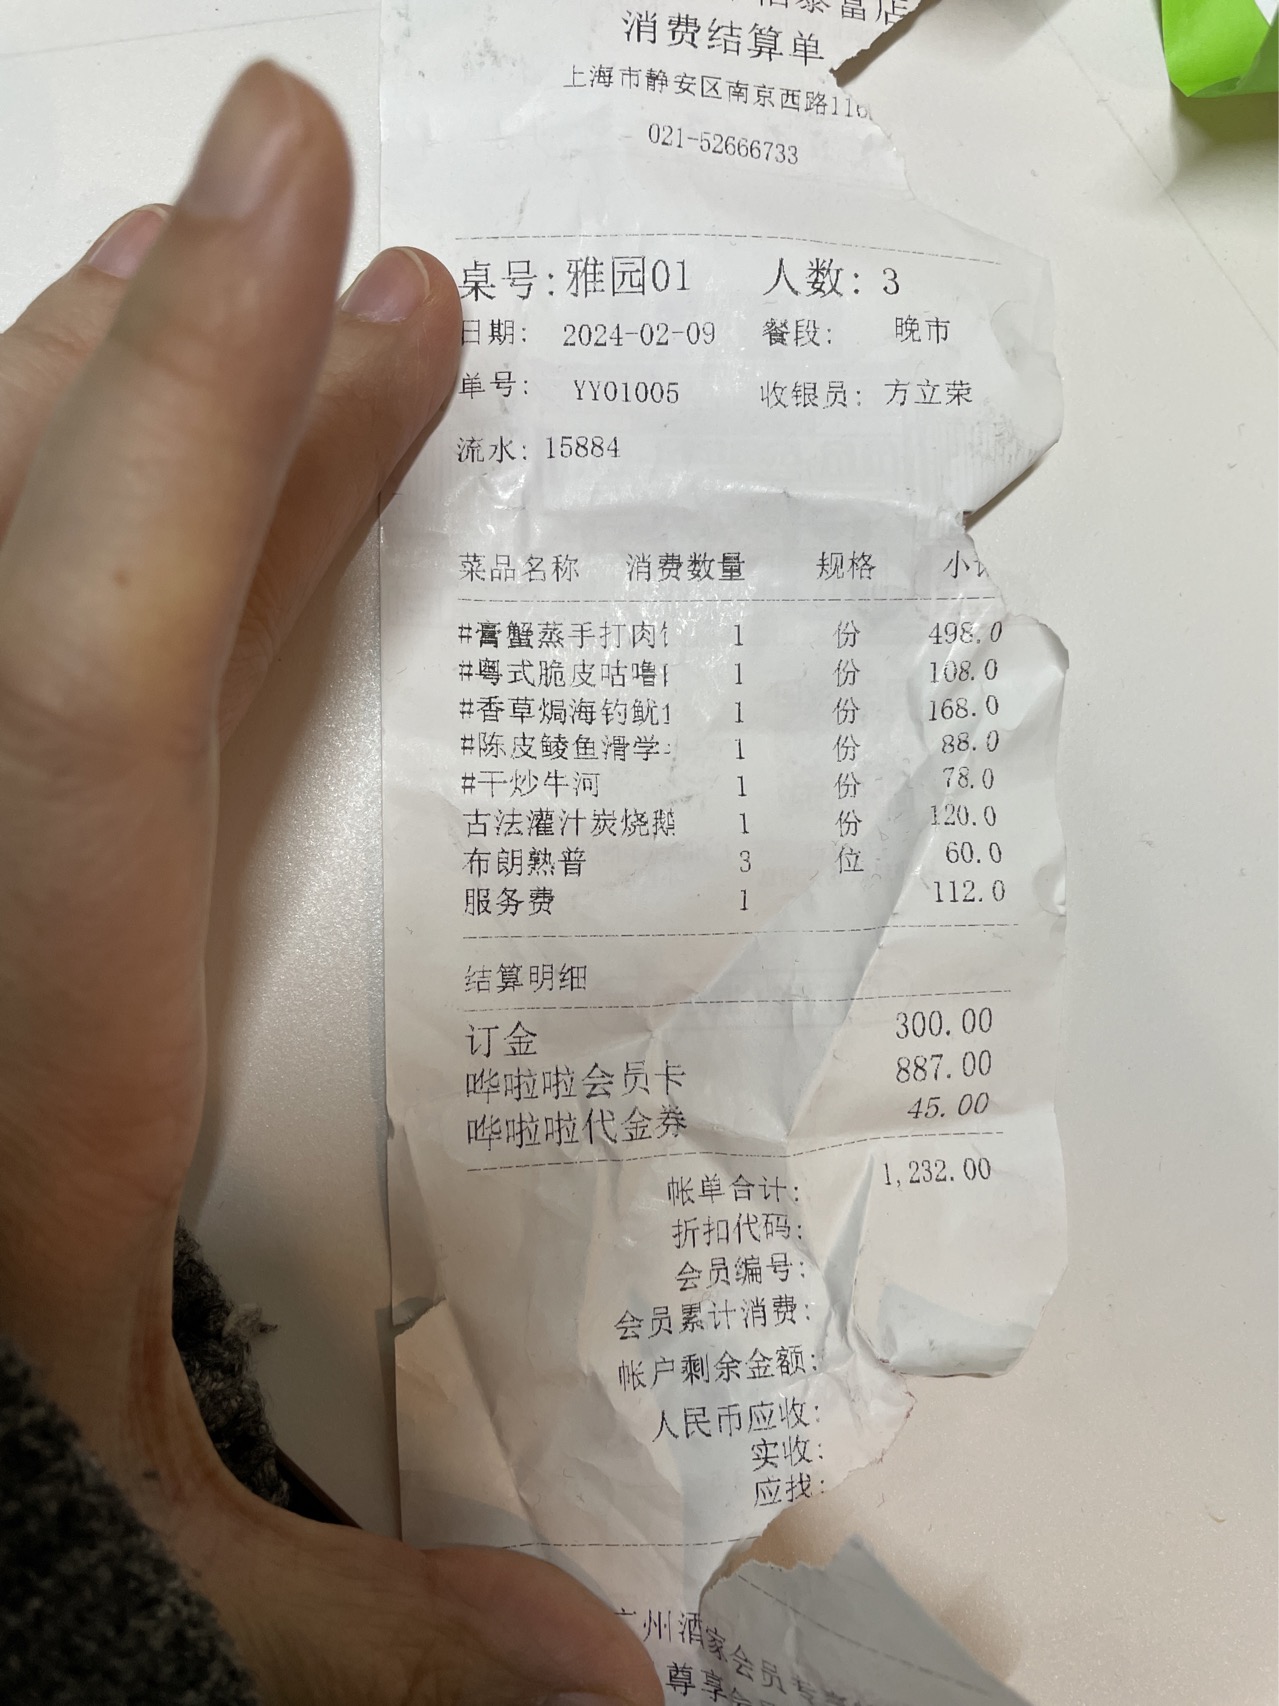 泰富店
消费结算单
上海市静安区南京西路116
021-52666733
桌号:雅园01 人数: 3
日期: 2024-02-09 餐段: 晚市
单号: YY01005 收银员: 方立荣
流水: 15884
菜品名称 消费数量 规格 小
#膏蟹蒸手打肉 1 份 498.0
#粤式脆皮咕噜 1 份 108.0
#香草焗海钓鱿 1 份 168.0
#陈皮鲮鱼滑学 1 份 88.0
#干炒牛河 1 份 78.0
古法灌汁炭烧鹅 1 份 120.0
布朗熟普 3 位 60.0
服务费 1 112.0
结算明细
订金 300.00
哗啦啦会员卡 887.00
哗啦啦代金券 45.00
帐单合计: 1,232.00
折扣代码:
会员编号:
会员累计消费:
帐户剩余金额:
人民币应收:
实收:
应找:
广州酒家会员专
尊享会